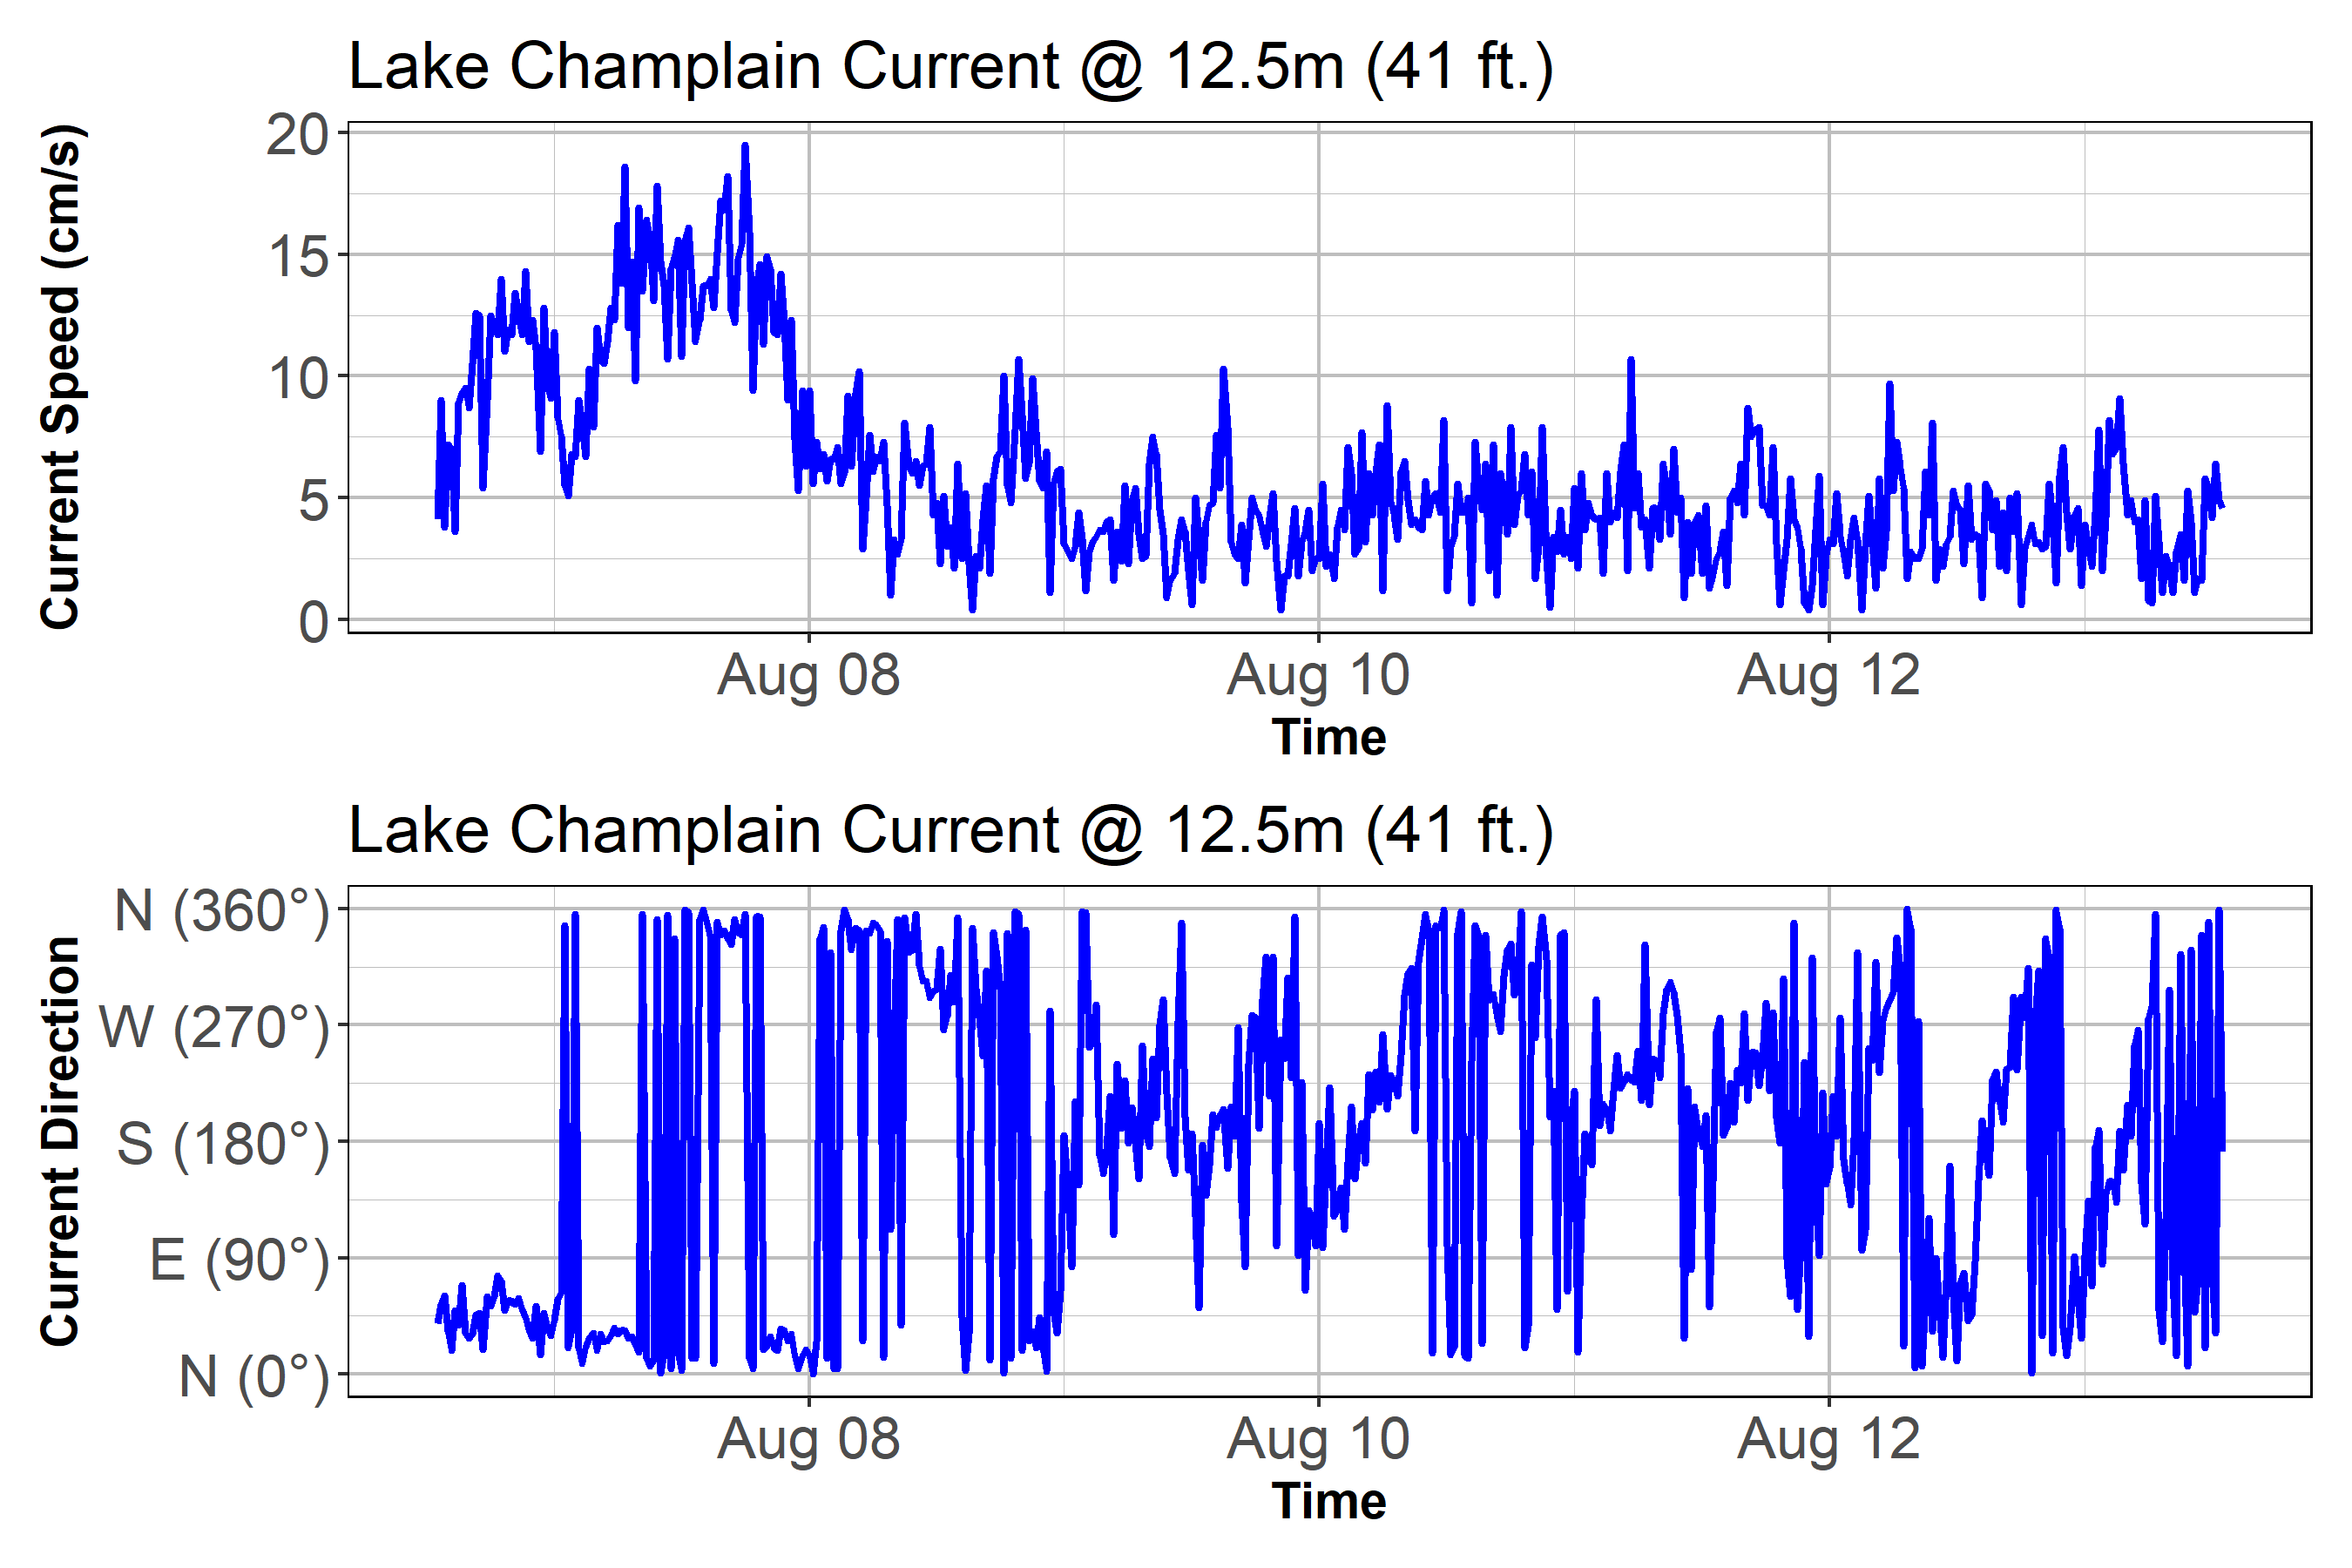 Lake Champlain Current @ 12.5m (41 ft.)
Current Speed (cm/s)
20
15
10
5
0
Aug 08
Aug 10
Aug 12
Time
Lake Champlain Current @ 12.5m (41 ft.)
Current Direction
N (360°)
W (270°)
S (180°)
E (90°)
N (0°)
Aug 08
Aug 10
Aug 12
Time